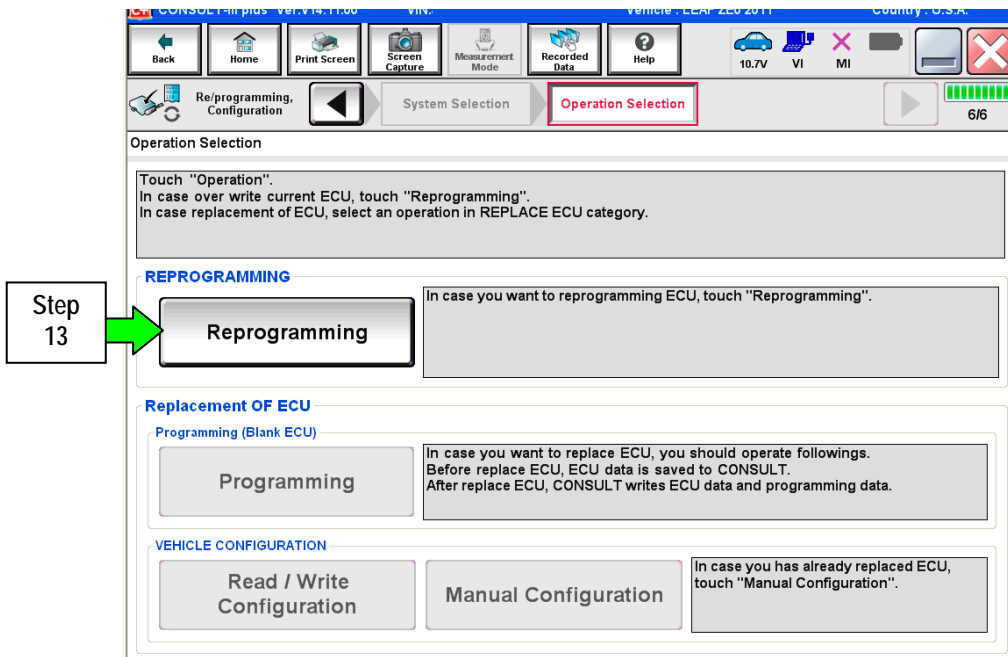 CONSULT-III plus Ver.V14.11.00 VIN:- Vehicle : LEAF ZE0 2011 Country : U.S.A.
Back
Home
Print Screen
Screen Capture
Measurement Mode
Recorded Data
Help
10.7V
VI
MI
Re/programming, Configuration
System Selection
Operation Selection
6/6
Operation Selection
Touch "Operation".
In case over write current ECU, touch "Reprogramming".
In case replacement of ECU, select an operation in REPLACE ECU category.
REPROGRAMMING
Step
13
Reprogramming
In case you want to reprogramming ECU, touch "Reprogramming".
Replacement OF ECU
Programming (Blank ECU)
Programming
In case you want to replace ECU, you should operate followings.
Before replace ECU, ECU data is saved to CONSULT.
After replace ECU, CONSULT writes ECU data and programming data.
VEHICLE CONFIGURATION
Read / Write
Configuration
Manual Configuration
In case you has already replaced ECU,
touch "Manual Configuration".